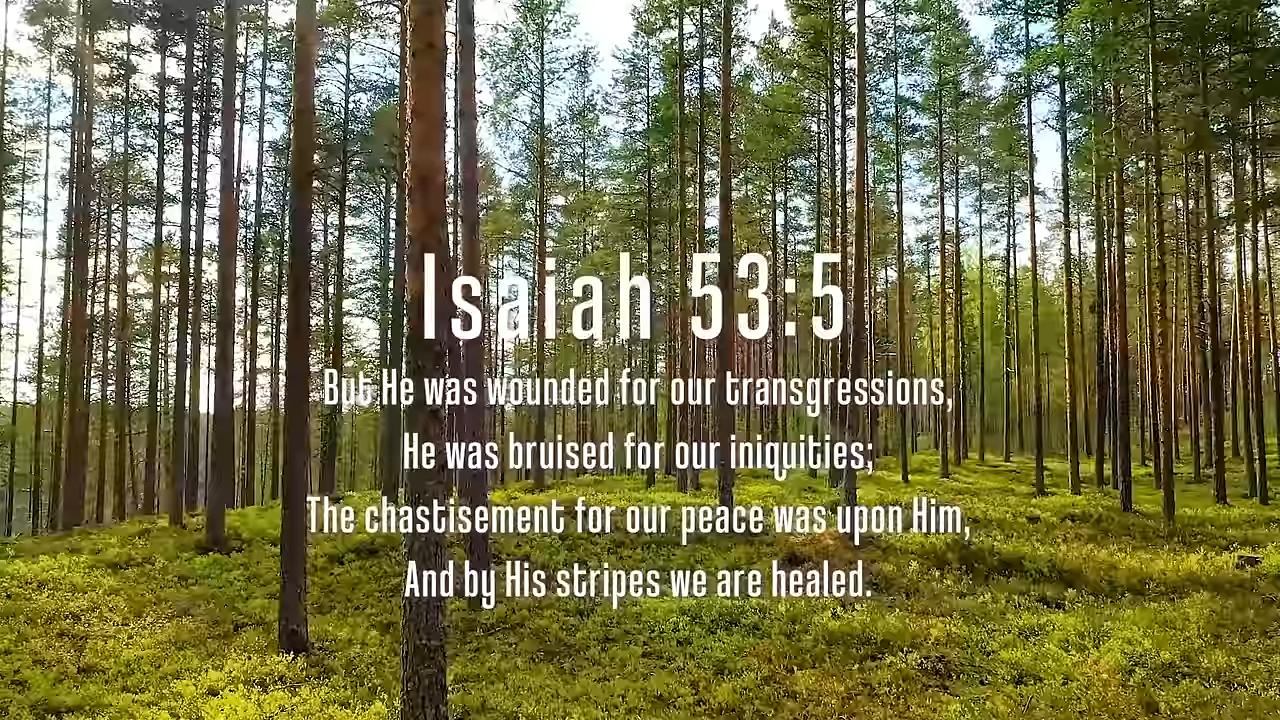 Isaiah 53:5
But He was wounded for our transgressions,
He was bruised for our iniquities;
The chastisement for our peace was upon Him,
And by His stripes we are healed.